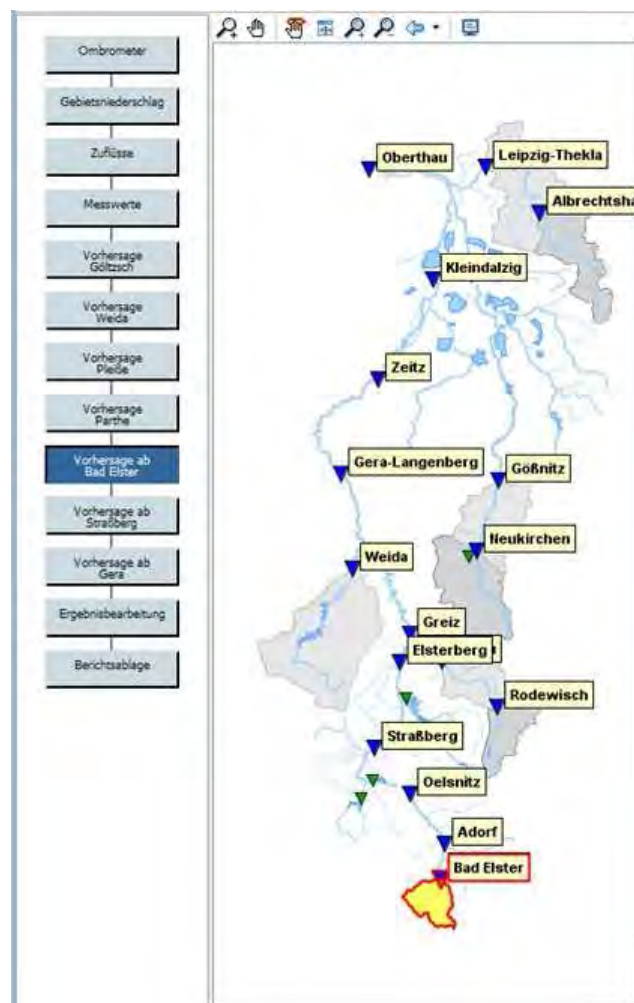 Ombrometer
Gebietsniederschlag
Zuflüsse
Messwerte
Vorhersage
Göltzsch
Vorhersage
Weida
Vorhersage
Pleiße
Vorhersage
Parthe
Vorhersage ab
Bad Elster
Vorhersage ab
Straßberg
Vorhersage ab
Gera
Ergebnisbearbeitung
Berichtsablage
Oberthau
Leipzig-Thekla
Albrechtsha
Kleindalzig
Zeitz
Gera-Langenberg
Gößnitz
Neukirchen
Weida
Greiz
Elsterberg
Rodewisch
Straßberg
Oelsnitz
Adorf
Bad Elster